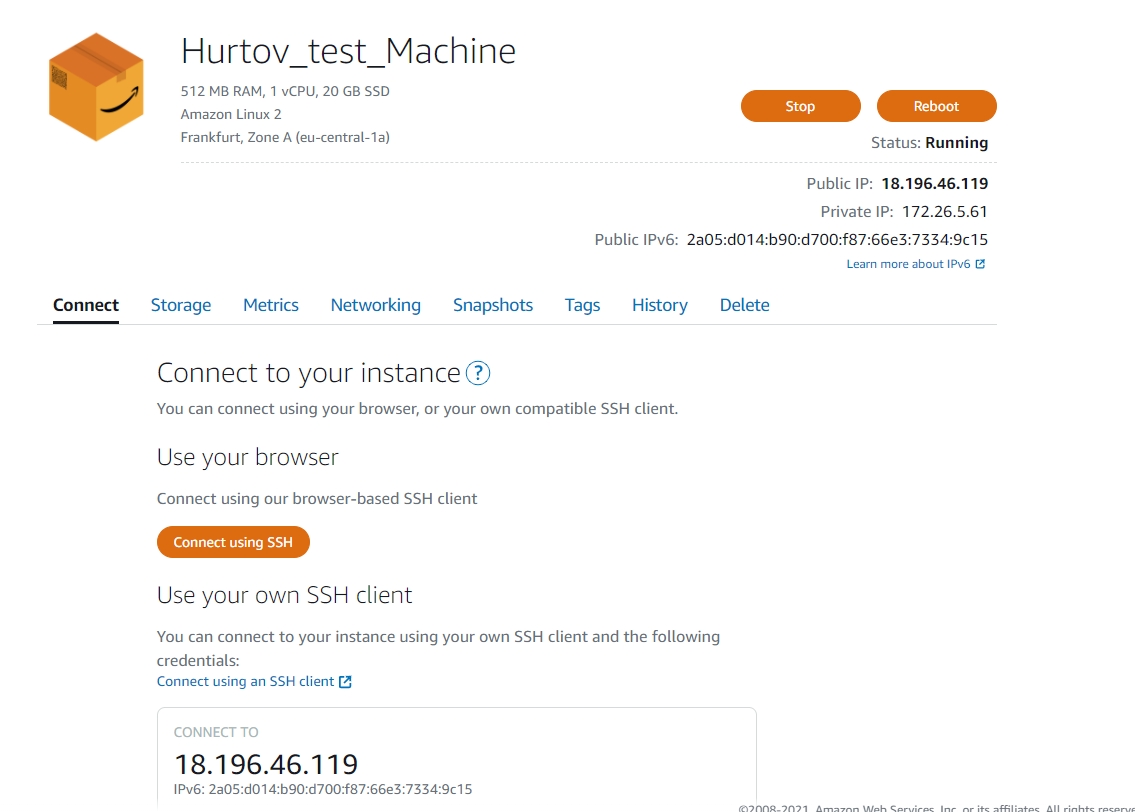 Hurtov_test_Machine
512 MB RAM, 1 vCPU, 20 GB SSD
Amazon Linux 2
Frankfurt, Zone A (eu-central-1a)
Stop
Reboot
Status: Running
Public IP: 18.196.46.119
Private IP: 172.26.5.61
Public IPv6: 2a05:d014:b90:d700:f87:66e3:7334:9c15
Learn more about IPv6
Connect Storage Metrics Networking Snapshots Tags History Delete
Connect to your instance ?
You can connect using your browser, or your own compatible SSH client.
Use your browser
Connect using our browser-based SSH client
Connect using SSH
Use your own SSH client
You can connect to your instance using your own SSH client and the following
credentials:
Connect using an SSH client
CONNECT TO
18.196.46.119
IPv6: 2a05:d014:b90:d700:f87:66e3:7334:9c15
©2008-2021, Amazon Web Services, Inc. or its affiliates. All rights reserve